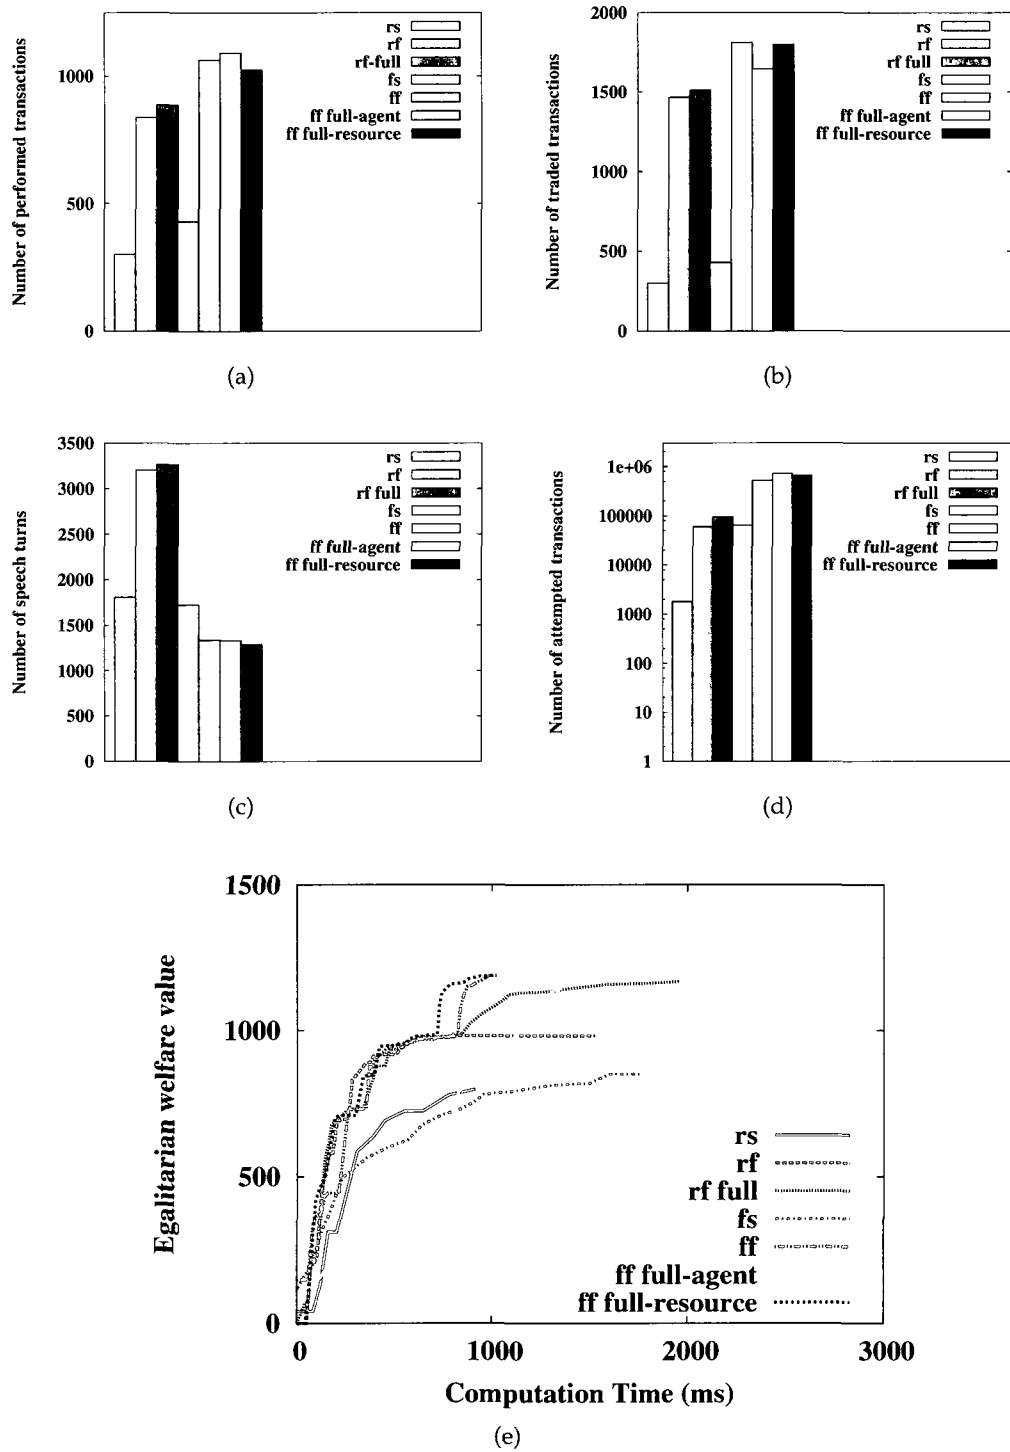 Number of performed transactions
1000
500
0
rs
rf
rf-full
fs
ff
ff full-agent
ff full-resource
(a)
Number of traded transactions
2000
1500
1000
500
0
rs
rf
rf full
fs
ff
ff full-agent
ff full-resource
(b)
Number of speech turns
3500
3000
2500
2000
1500
1000
500
0
rs
rf
rf full
fs
ff
ff full-agent
ff full-resource
(c)
Number of attempted transactions
1e+06
100000
10000
1000
100
10
1
rs
rf
rf full
fs
ff
ff full-agent
ff full-resource
(d)
Egalitarian welfare value
1500
1000
500
0
rs
rf
rf full
fs
ff
ff full-agent
ff full-resource
0 1000 2000 3000
Computation Time (ms)
(e)